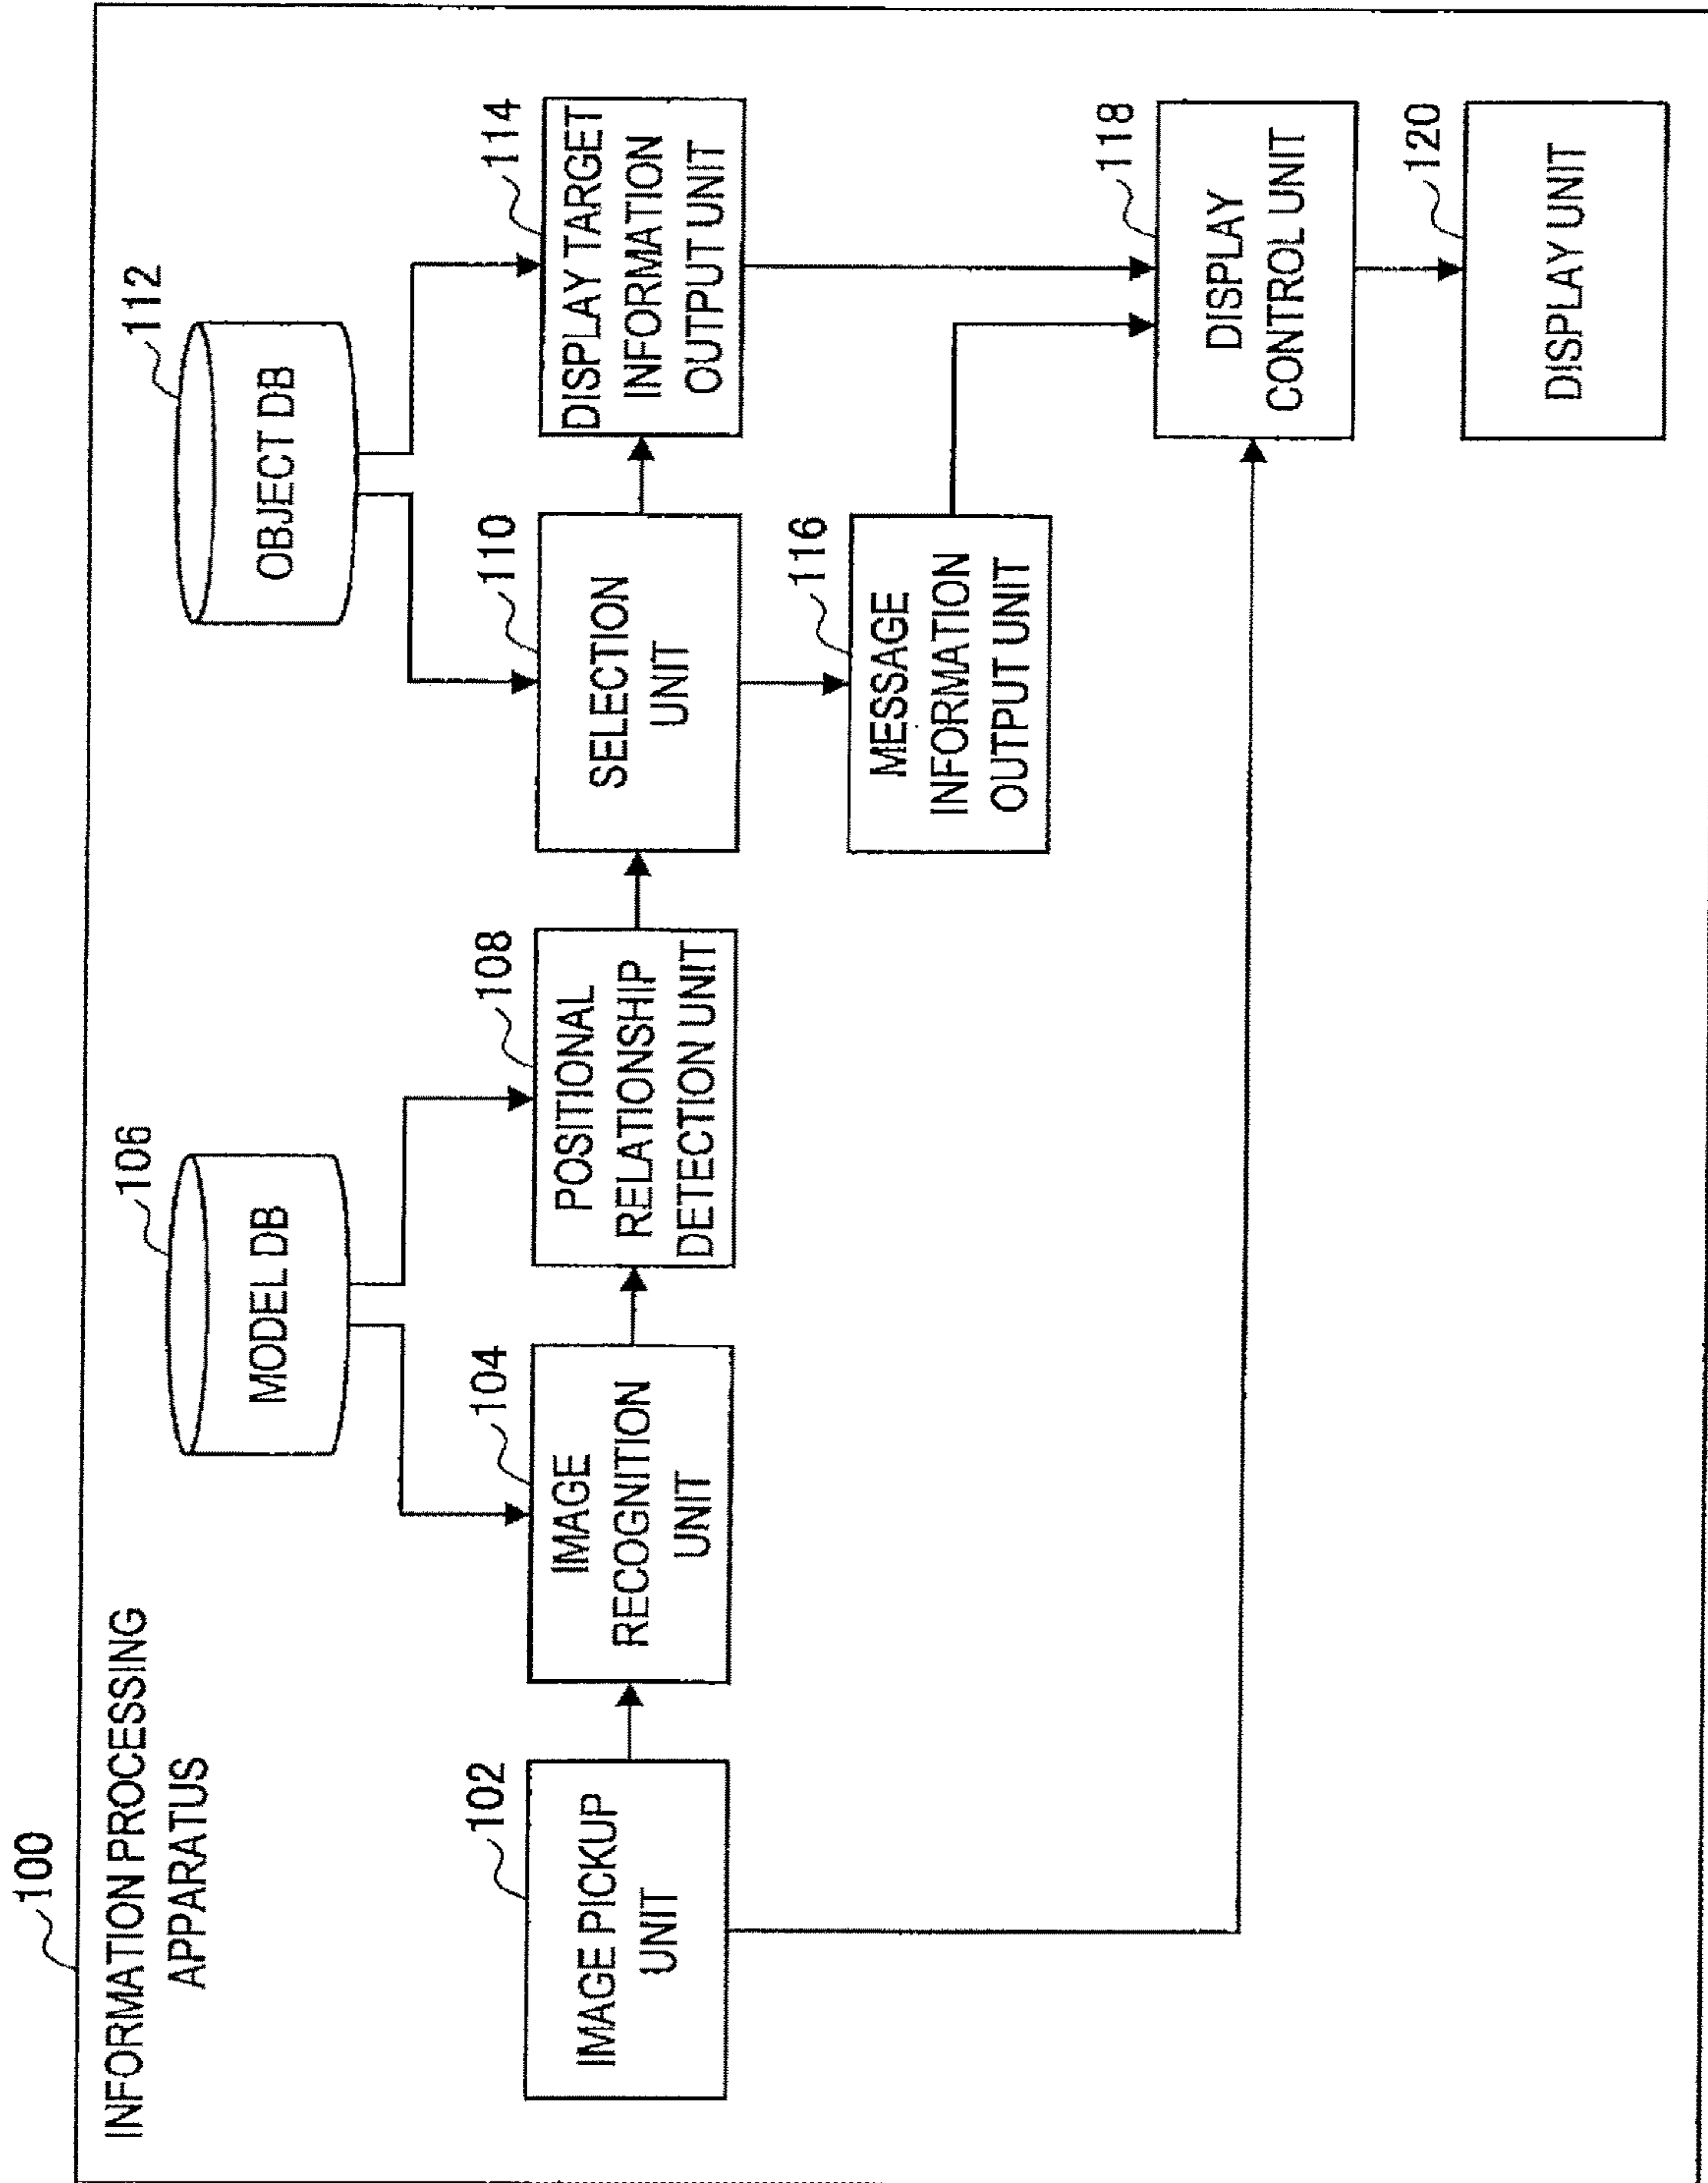 100
INFORMATION PROCESSING
APPARATUS
106
MODEL DB
112
OBJECT DB
102
IMAGE PICKUP
UNIT
104
IMAGE
RECOGNITION
UNIT
108
POSITIONAL
RELATIONSHIP
DETECTION UNIT
110
SELECTION
UNIT
114
DISPLAY TARGET
INFORMATION
OUTPUT UNIT
116
MESSAGE
INFORMATION
OUTPUT UNIT
118
DISPLAY
CONTROL UNIT
120
DISPLAY UNIT